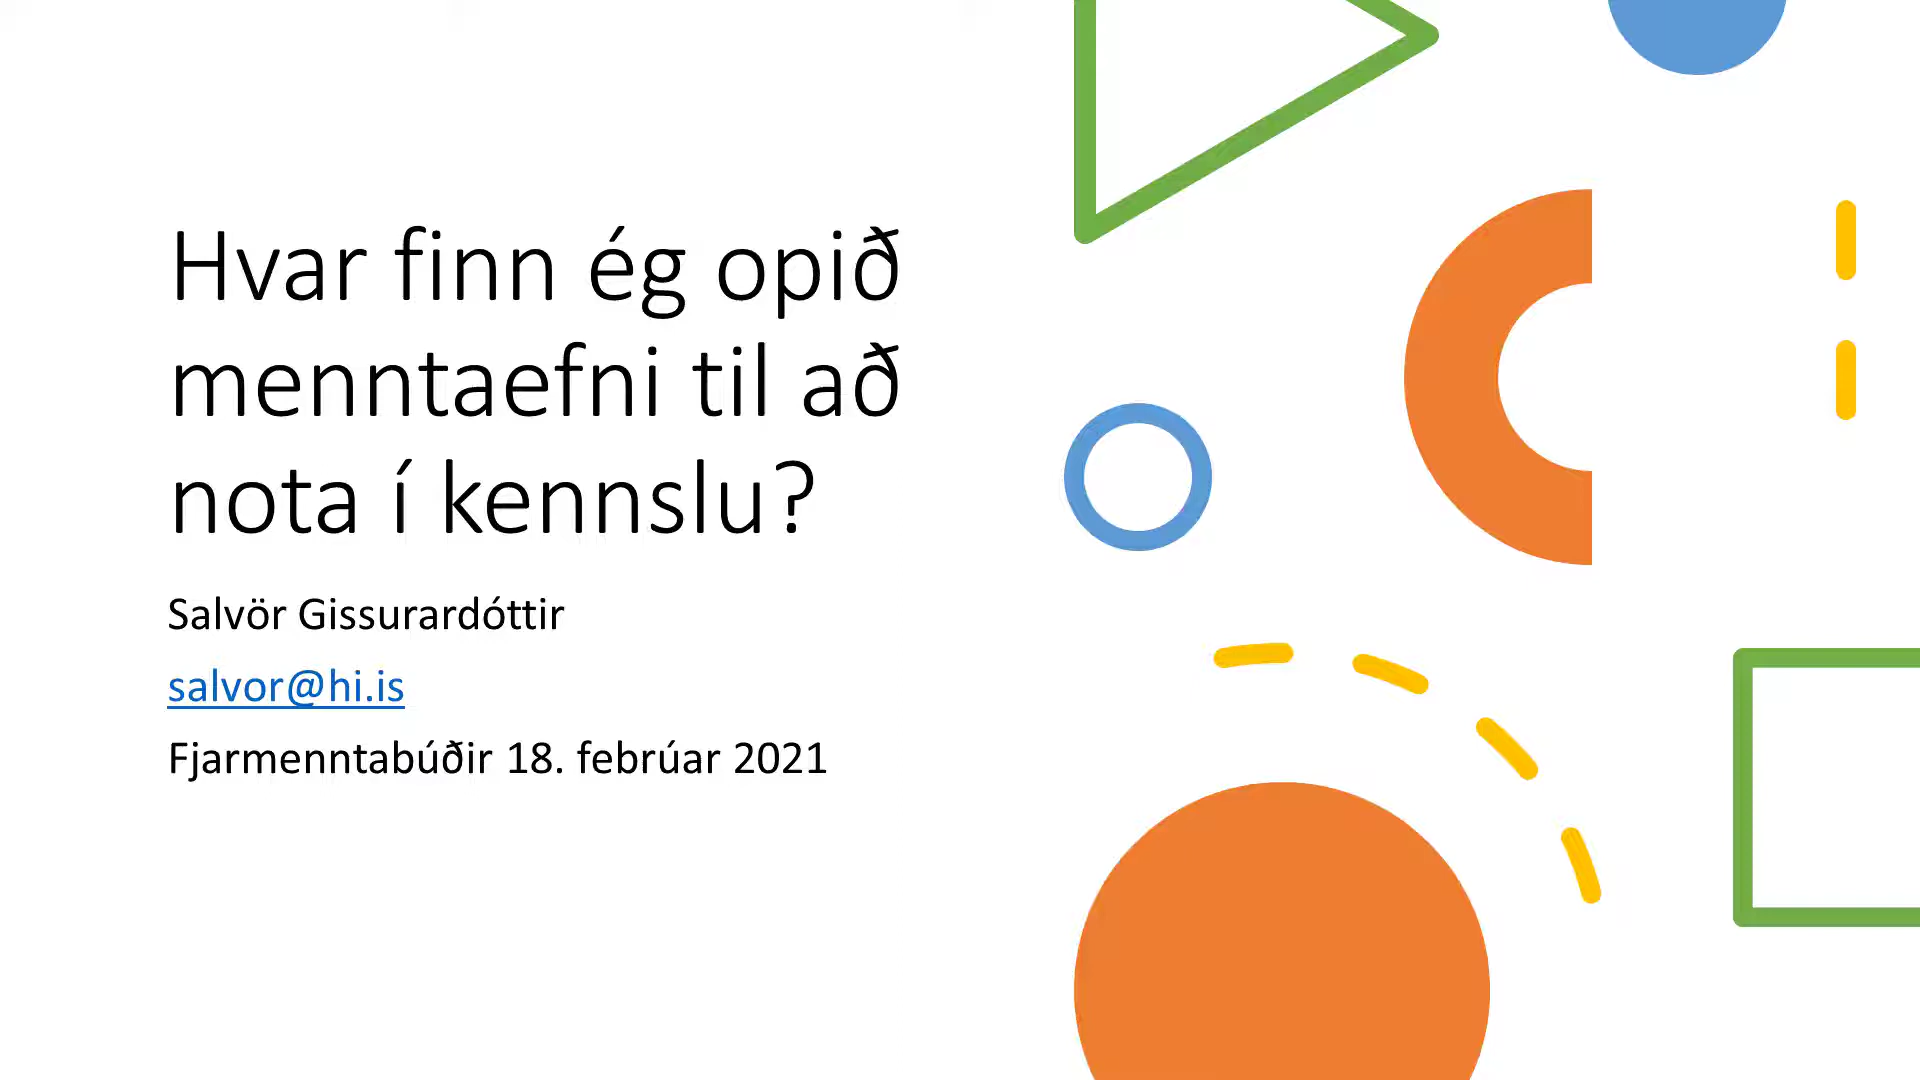 Hvar finn ég opið
menntaefni til að
nota í kennslu?
Salvör Gissurardóttir
salvor@hi.is
Fjarmenntabúðir 18. febrúar 2021